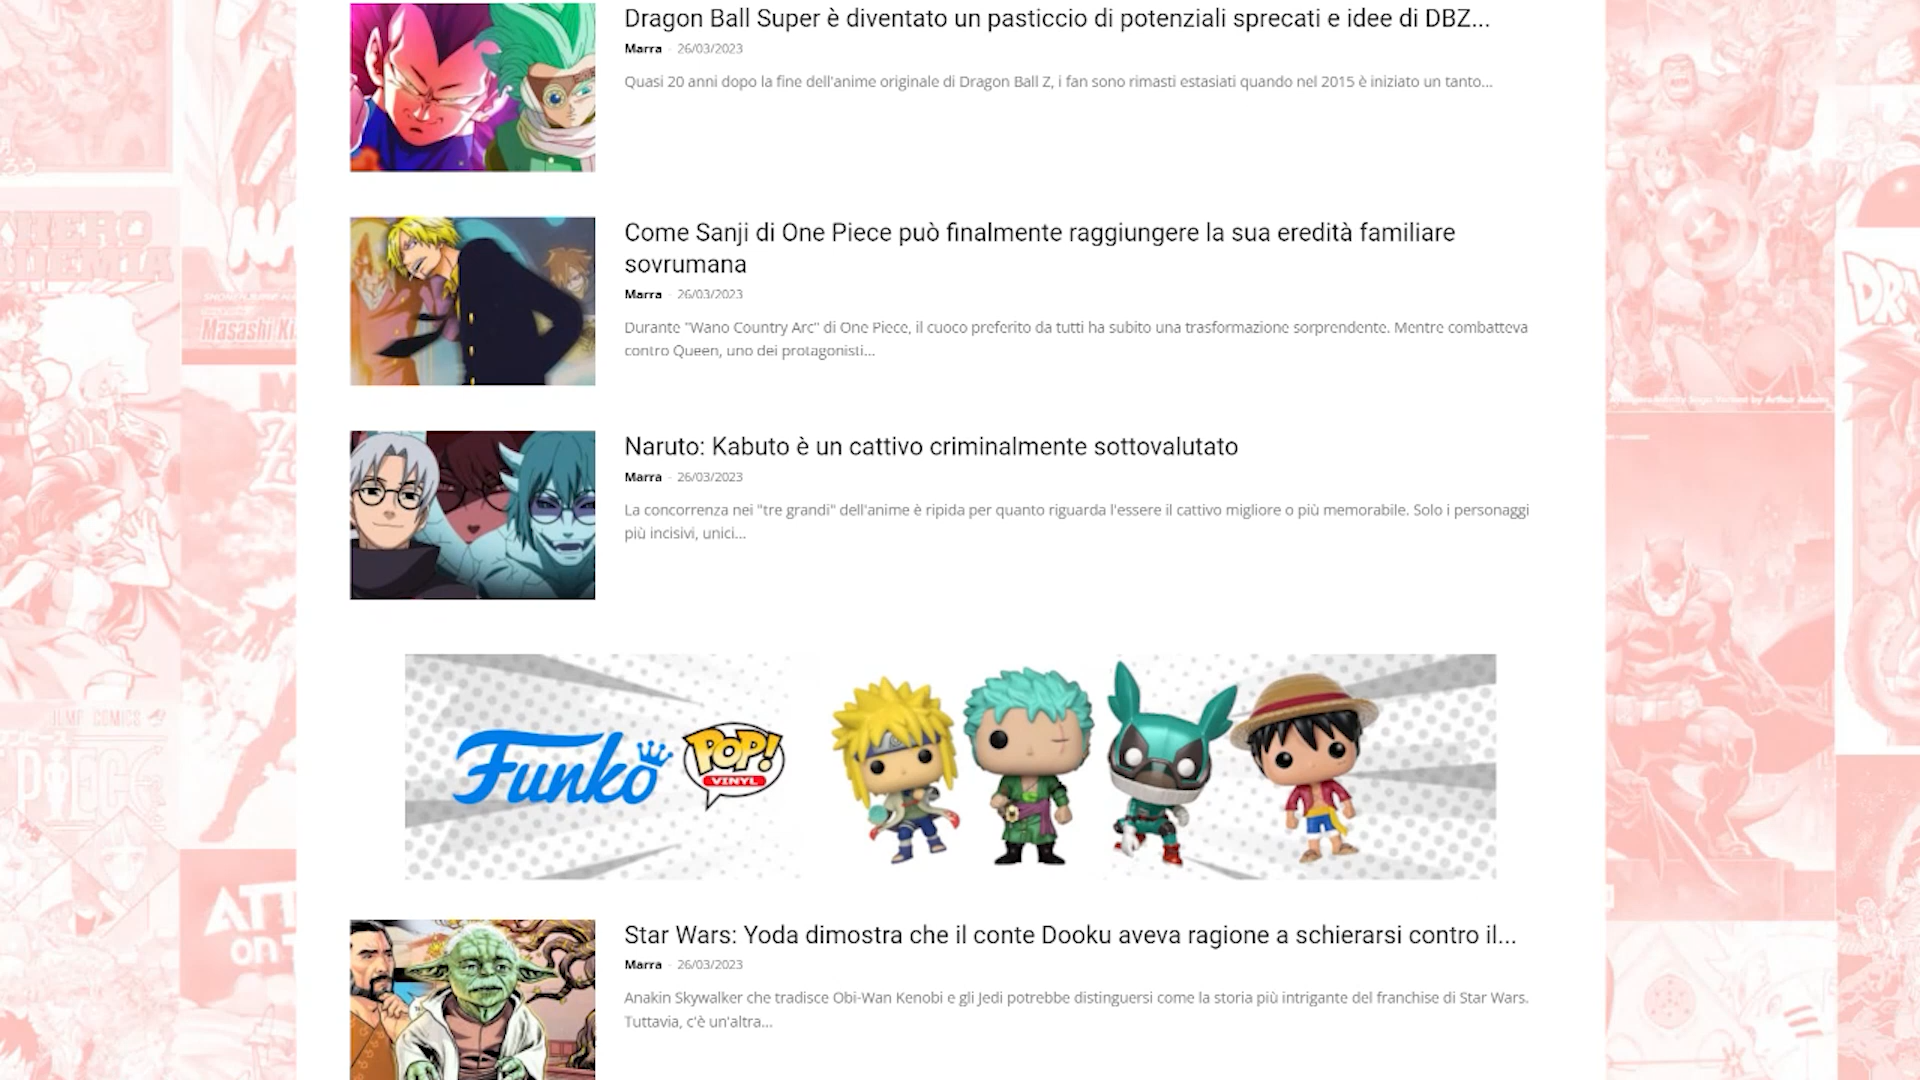 Dragon Ball Super è diventato un pasticcio di potenziali sprecati e idee di DBZ...
Marra - 26/03/2023
Quasi 20 anni dopo la fine dell'anime originale di Dragon Ball Z, i fan sono rimasti estasiati quando nel 2015 è iniziato un tanto...
Come Sanji di One Piece può finalmente raggiungere la sua eredità familiare
sovrumana
Marra - 26/03/2023
Durante "Wano Country Arc" di One Piece, il cuoco preferito da tutti ha subito una trasformazione sorprendente. Mentre combatteva
contro Queen, uno dei protagonisti...
Naruto: Kabuto è un cattivo criminalmente sottovalutato
Marra - 26/03/2023
La concorrenza nei "tre grandi" dell'anime è ripida per quanto riguarda l'essere il cattivo migliore o più memorabile. Solo i personaggi
più incisivi, unici...
Funko POP! VINYL
Star Wars: Yoda dimostra che il conte Dooku aveva ragione a schierarsi contro il...
Marra - 26/03/2023
Anakin Skywalker che tradisce Obi-Wan Kenobi e gli Jedi potrebbe distinguersi come la storia più intrigante del franchise di Star Wars.
Tuttavia, c'è un'altra...
HERO
Masashi Ki
PIECE
ATT
on
DRA